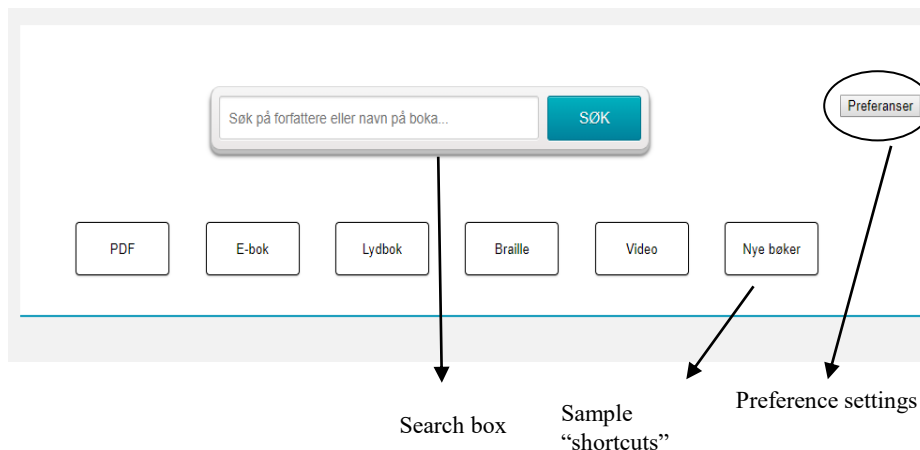 Preferanser
Søk på forfattere eller navn på boka...
SØK
PDF
E-bok
Lydbok
Braille
Video
Nye bøker
Search box
Sample
“shortcuts”
Preference settings